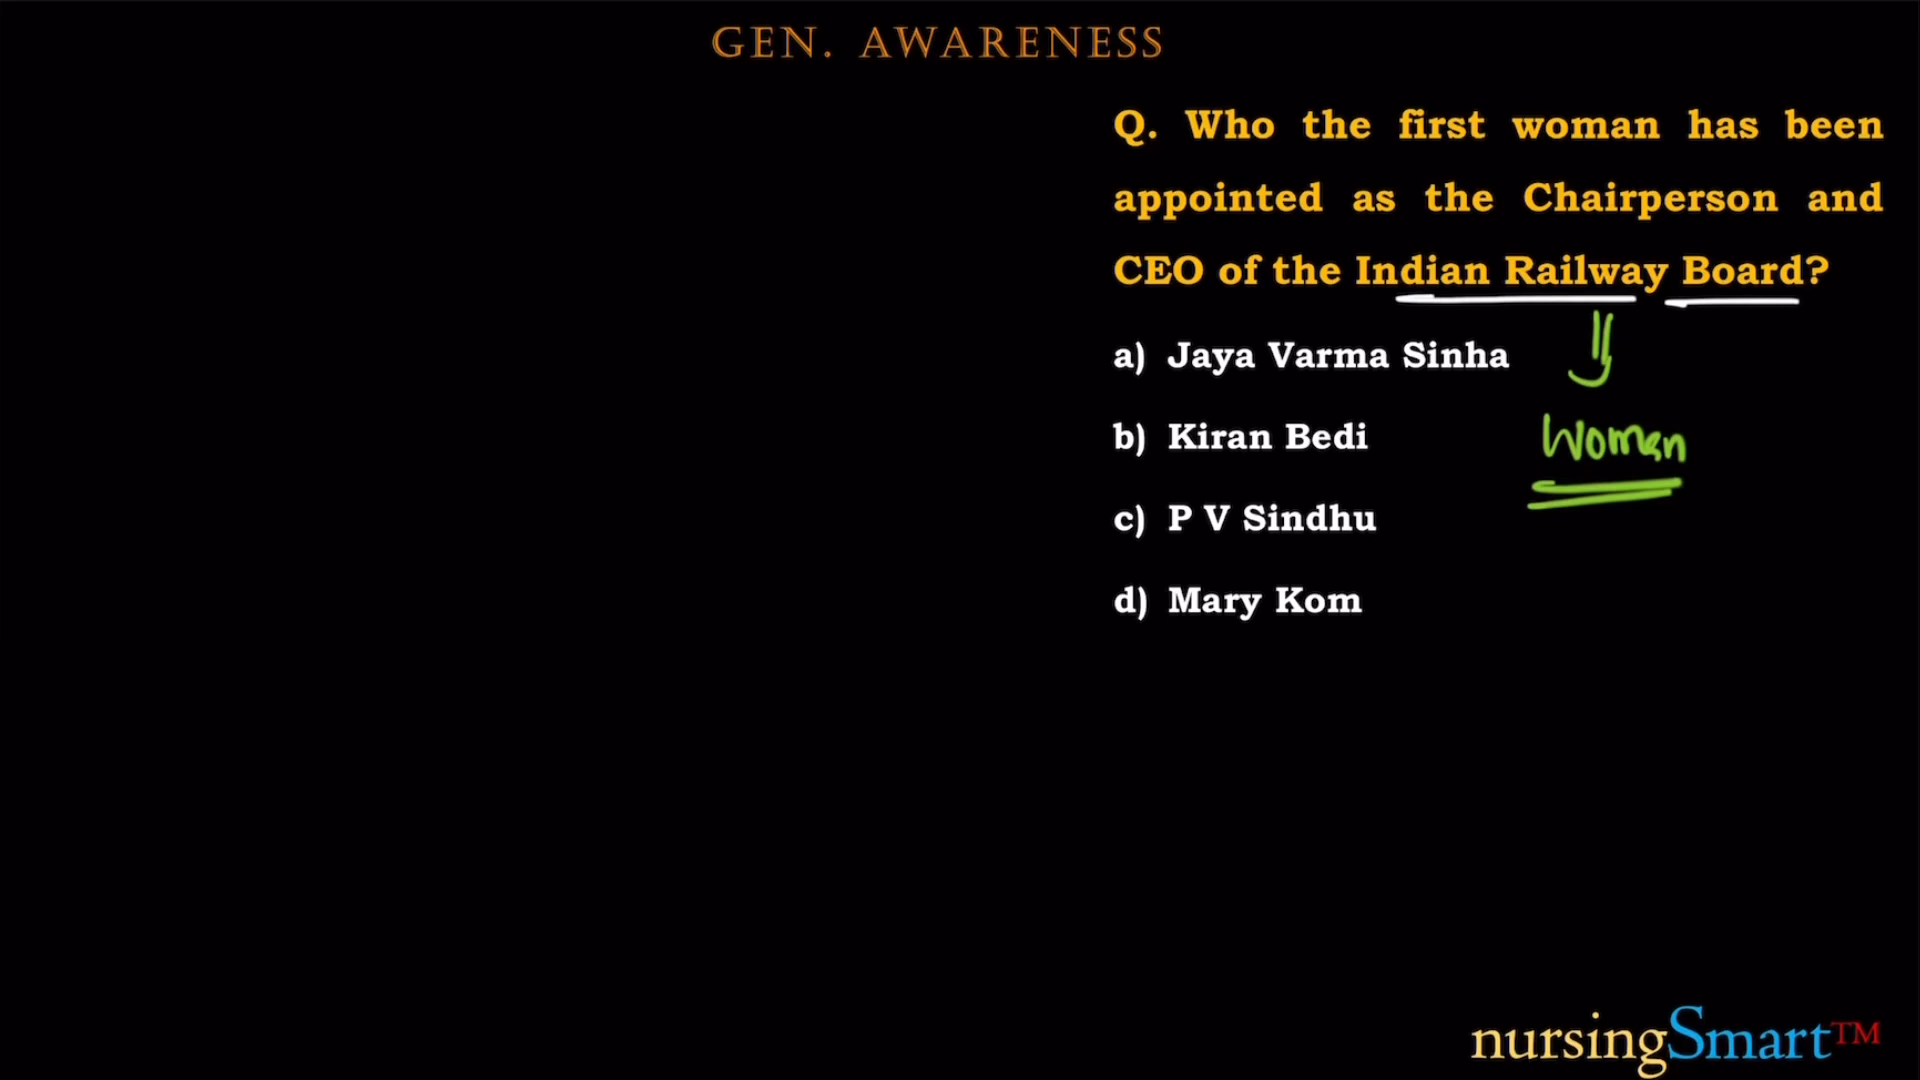 GEN. AWARENESS
Q. Who the first woman has been
appointed as the Chairperson and
CEO of the Indian Railway Board?
a) Jaya Varma Sinha
b) Kiran Bedi
Women
c) P V Sindhu
d) Mary Kom
nursingSmart™